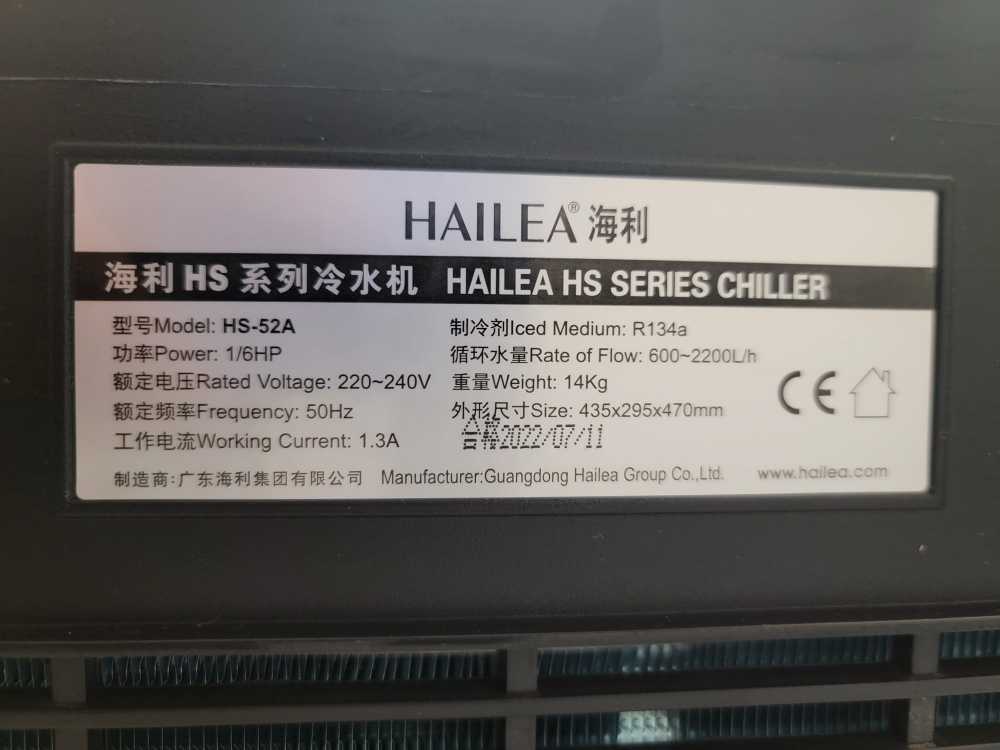 HAILEA® 海利
海利 HS 系列冷水机 HAILEA HS SERIES CHILLER
型号Model: HS-52A
功率Power: 1/6HP
额定电压Rated Voltage: 220~240V
额定频率Frequency: 50Hz
工作电流Working Current: 1.3A
制冷剂Iced Medium: R134a
循环水量Rate of Flow: 600~2200L/h
重量Weight: 14Kg
外形尺寸Size: 435x295x470mm
合格2022/07/11
CE
制造商:广东海利集团有限公司 Manufacturer:Guangdong Hailea Group Co.,Ltd. www.hailea.com